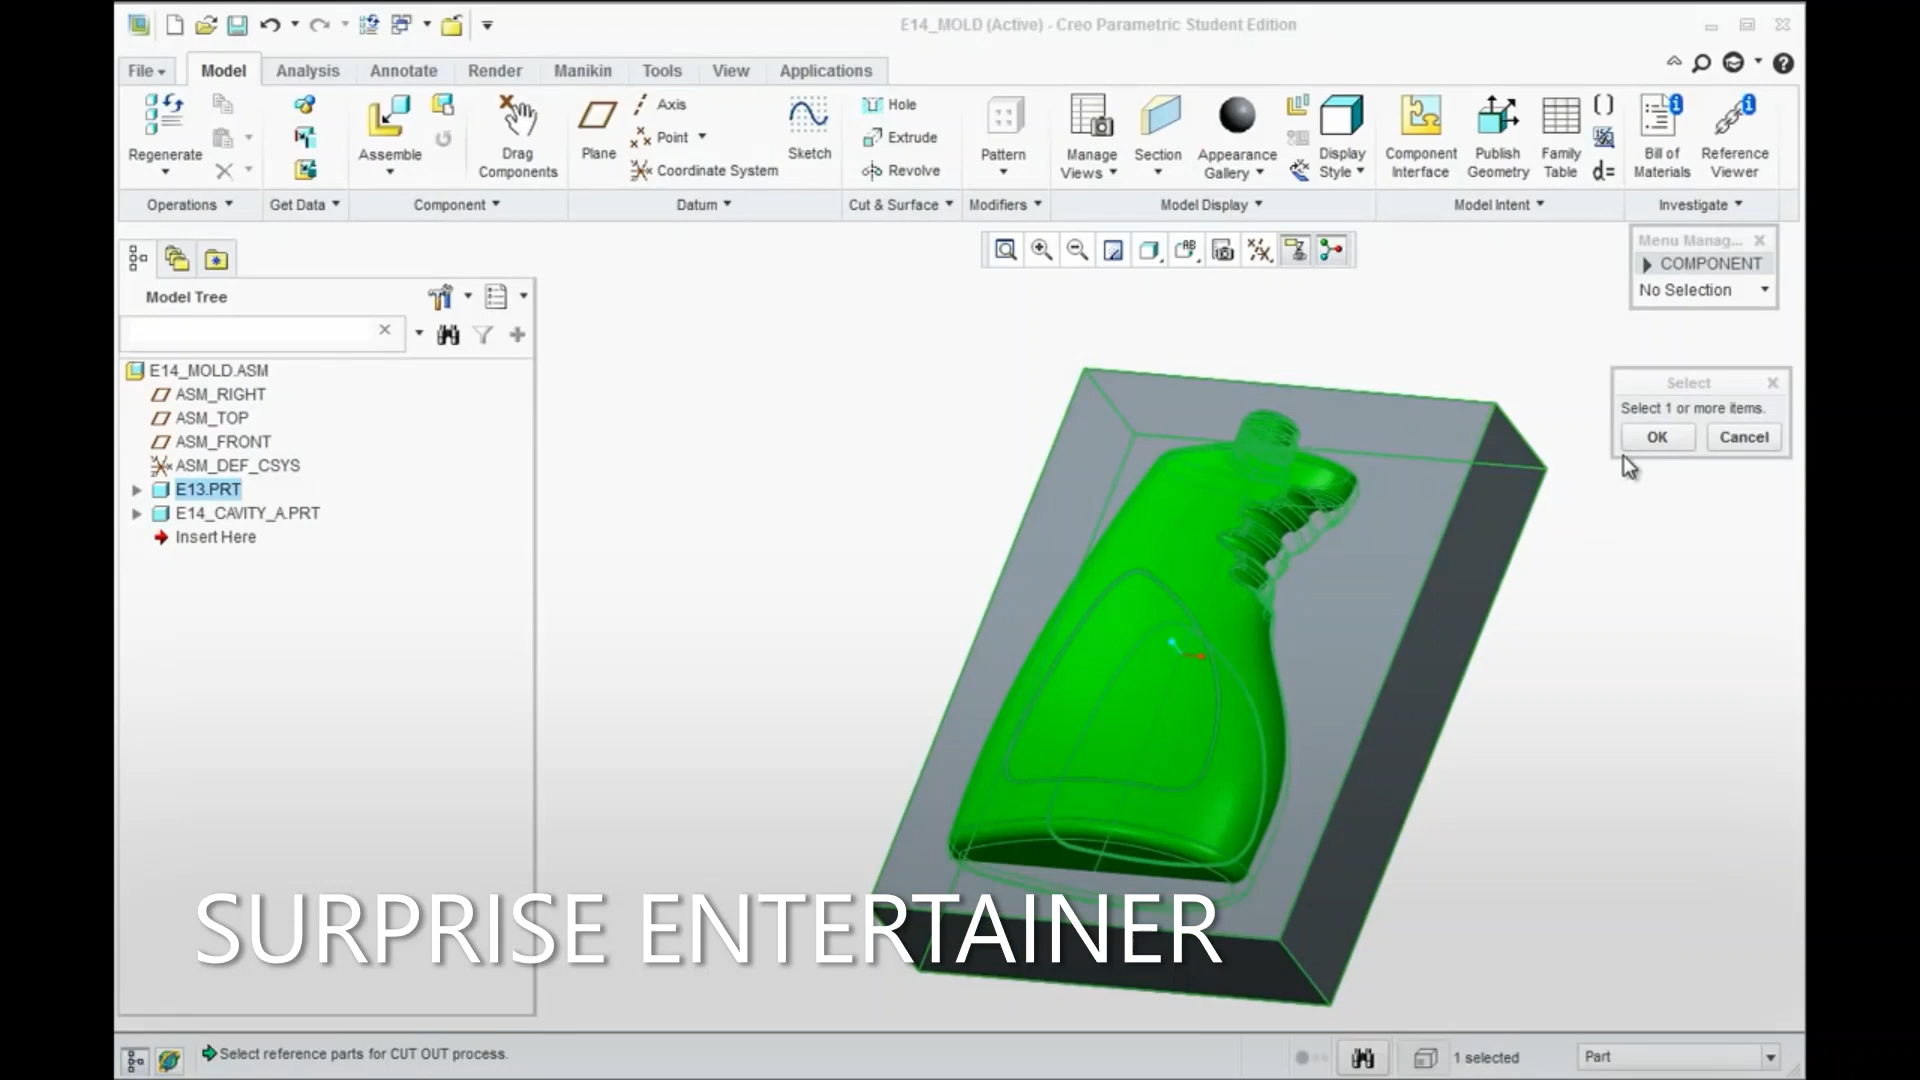 E14_MOLD (Active) - Creo Parametric Student Edition
File Model Analysis Annotate Render Manikin Tools View Applications
Regenerate
Assemble
Drag Components
Plane
Axis
Point
Coordinate System
Sketch
Hole
Extrude
Revolve
Pattern
Manage Views
Section
Appearance Gallery
Display Style
Component Interface
Publish Geometry
Family Table
d=
Bill of Materials
Reference Viewer
Operations Get Data Component Datum Cut & Surface Modifiers Model Display Model Intent Investigate
Menu Manag...
COMPONENT
No Selection
Model Tree
E14_MOLD.ASM
ASM_RIGHT
ASM_TOP
ASM_FRONT
ASM_DEF_CSYS
E13.PRT
E14_CAVITY_A.PRT
Insert Here
Select
Select 1 or more items.
OK Cancel
SURPRISE ENTERTAINER
Select reference parts for CUT OUT process.
1 selected
Part